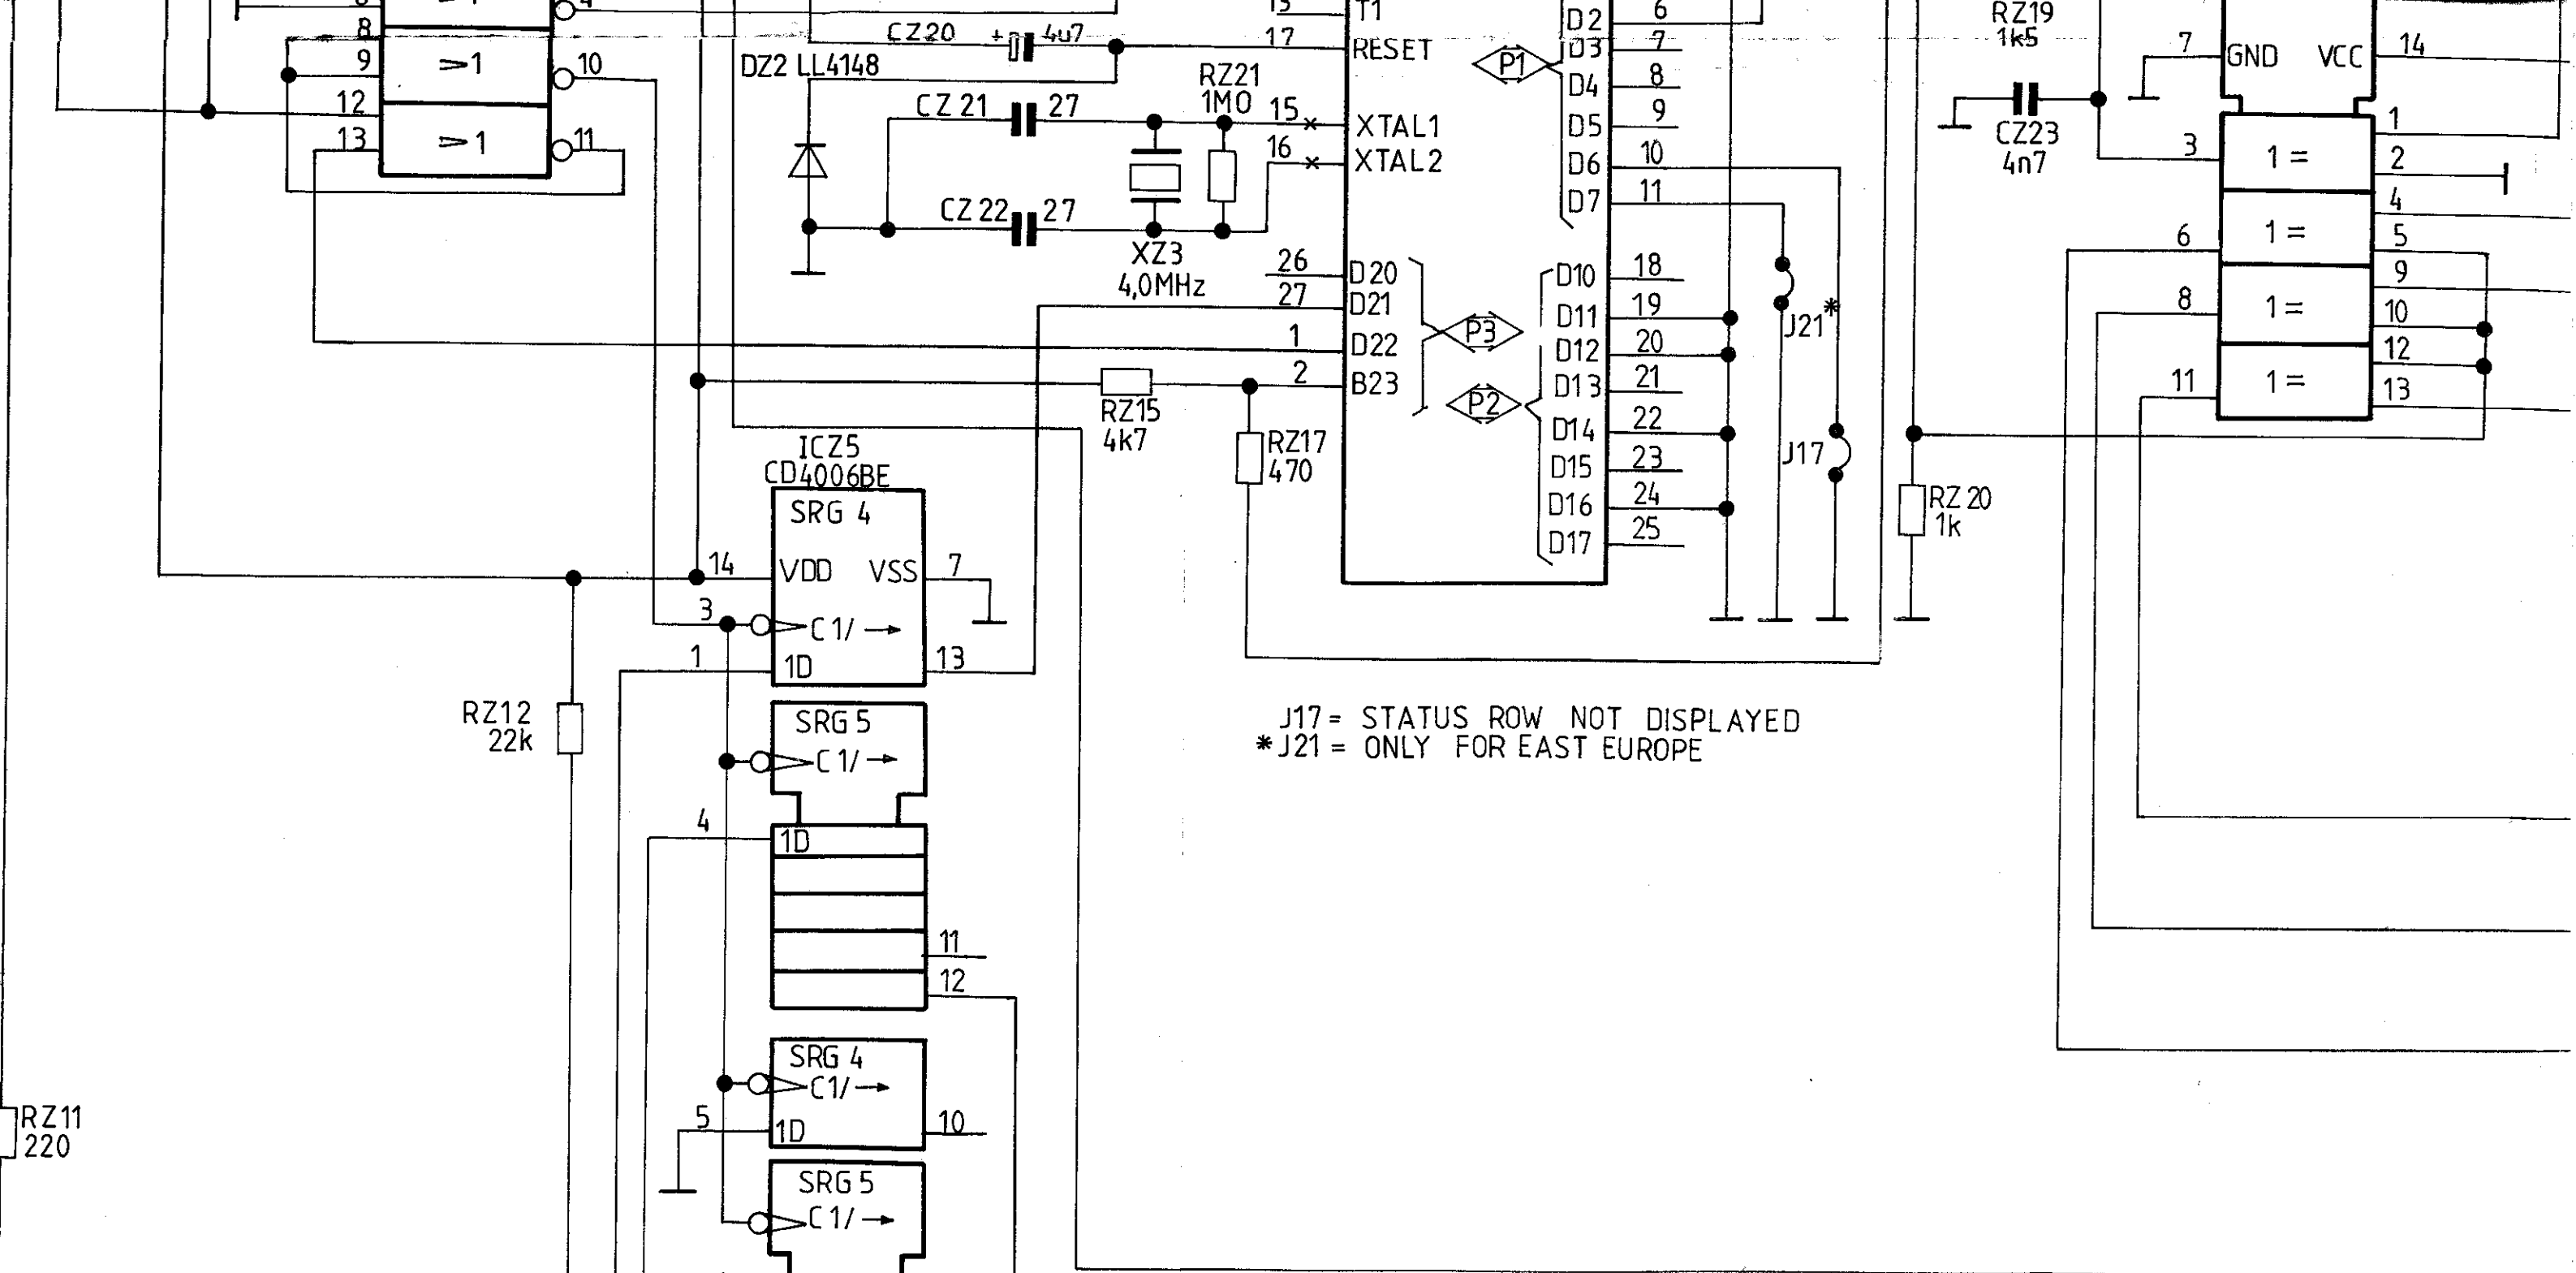 4
8
9
≥1
10
12
13
≥1
11
CZ20
+
4u7
DZ2 LL4148
17
RESET
T1
CZ 21
27
RZ21
1M0
15
XTAL1
16
XTAL2
CZ 22
27
XZ3
4,0MHz
26
D20
27
D21
1
D22
2
B23
P1
P3
P2
D2
6
D3
7
D4
8
D5
9
D6
10
D7
11
D10
18
D11
19
D12
20
D13
21
D14
22
D15
23
D16
24
D17
25
J21*
J17
RZ15
4k7
RZ17
470
RZ19
1k5
CZ23
4n7
RZ 20
1k
7
GND
VCC
14
3
1=
1
2
6
1=
4
5
8
1=
9
10
11
1=
12
13
ICZ5
CD4006BE
SRG 4
14
VDD
VSS
7
3
C1/→
1
1D
13
RZ12
22k
SRG 5
C1/→
4
1D
11
12
SRG 4
C1/→
5
1D
10
SRG 5
C1/→
RZ11
220
J17 = STATUS ROW NOT DISPLAYED
*J21 = ONLY FOR EAST EUROPE